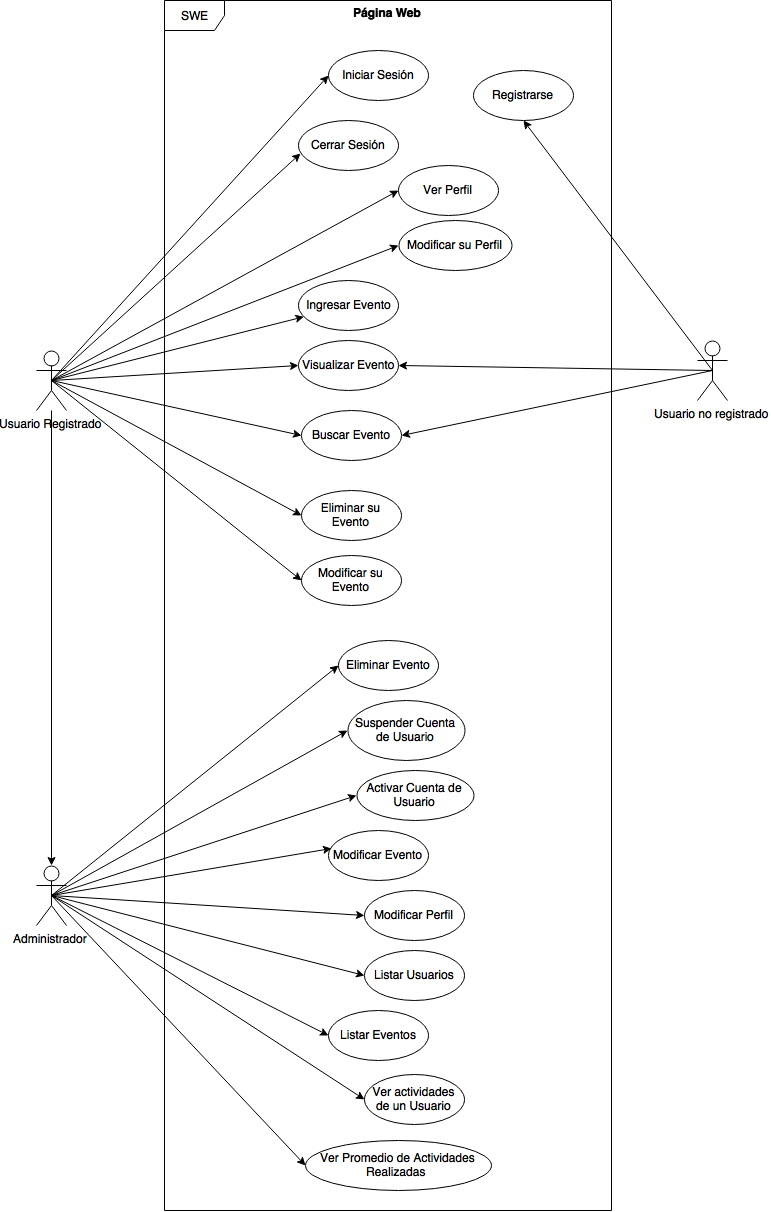 SWE
Página Web
Iniciar Sesión
Registrarse
Cerrar Sesión
Ver Perfil
Modificar su Perfil
Ingresar Evento
Visualizar Evento
Usuario no registrado
Usuario Registrado
Buscar Evento
Eliminar su
Evento
Modificar su
Evento
Eliminar Evento
Suspender Cuenta
de Usuario
Activar Cuenta de
Usuario
Modificar Evento
Modificar Perfil
Administrador
Listar Usuarios
Listar Eventos
Ver actividades
de un Usuario
Ver Promedio de Actividades
Realizadas